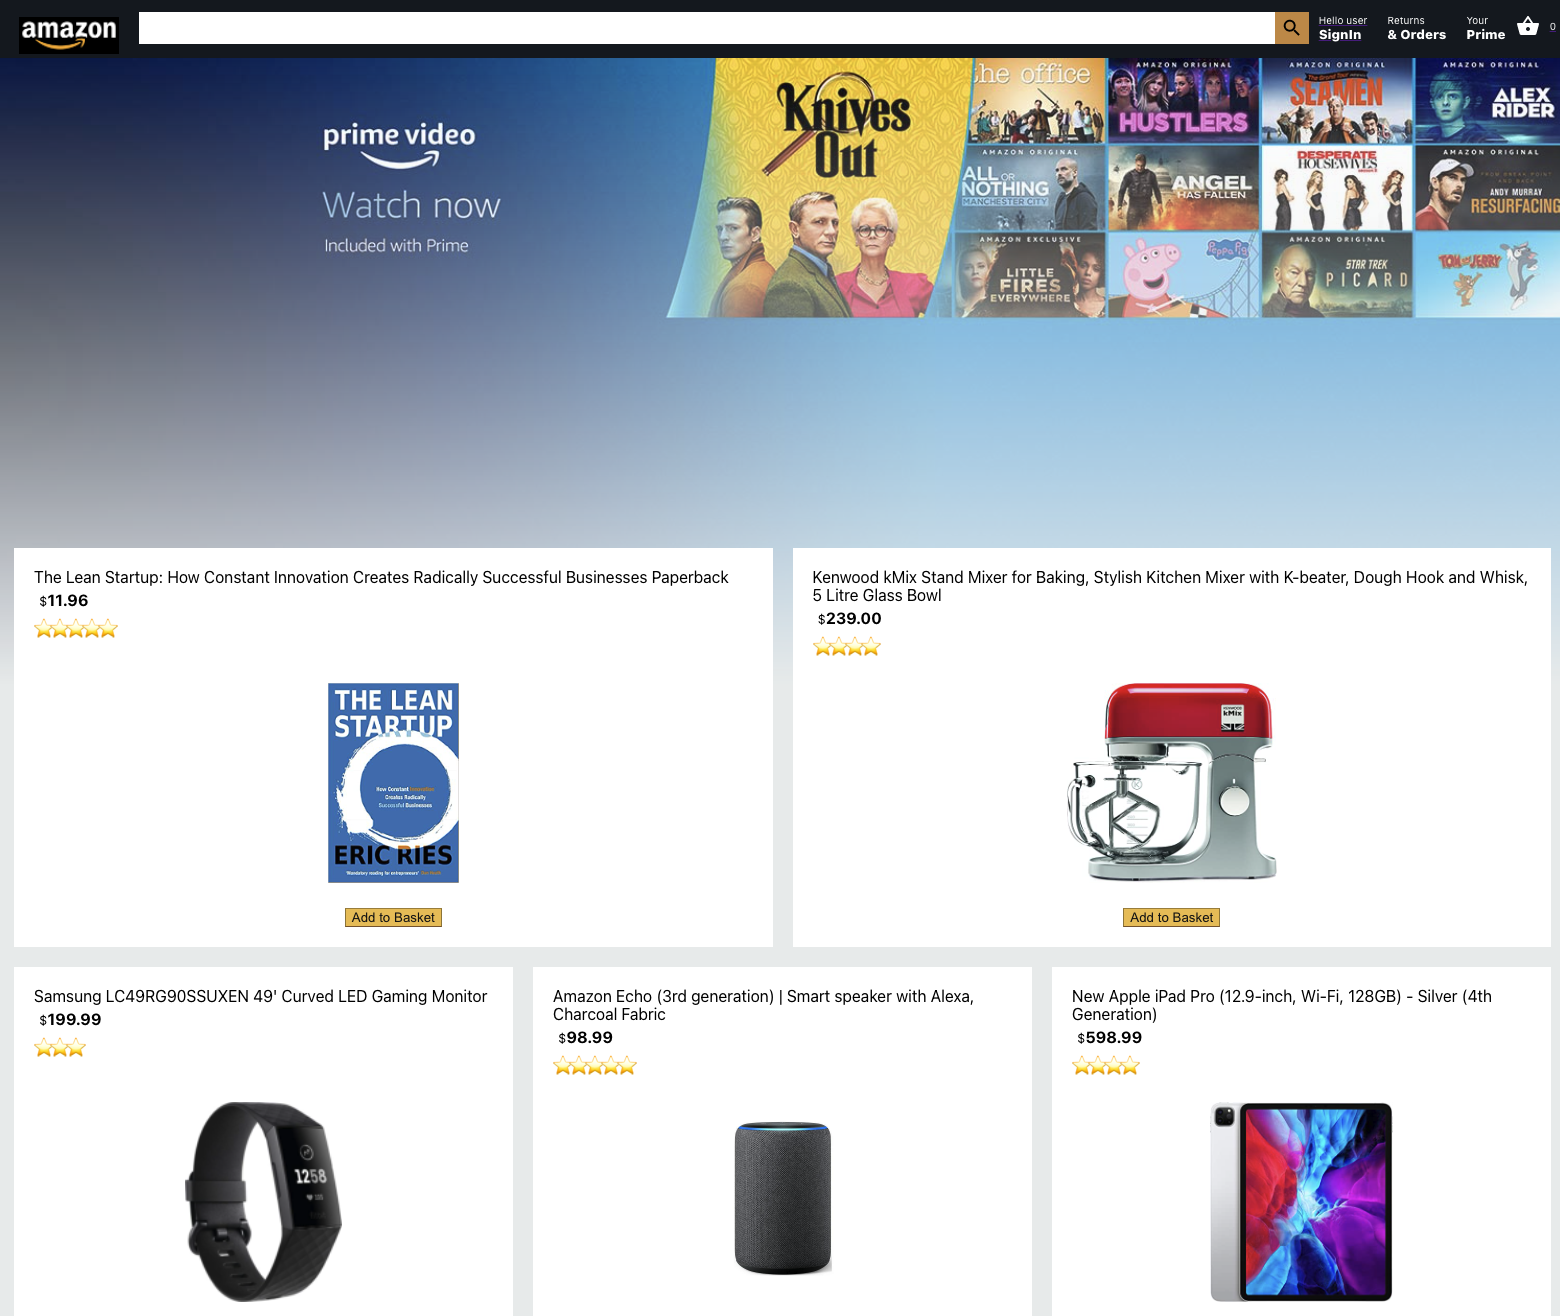 amazon
Hello user
SignIn
Returns
& Orders
Your
Prime
0
prime video
Watch now
Included with Prime
Knives
Out
the office
AMAZON ORIGINAL
HUSTLERS
AMAZON ORIGINAL
The Grand Tour
SEAMEN
AMAZON ORIGINAL
ALEX
RIDER
AMAZON ORIGINAL
ALL OR
NOTHING
MANCHESTER CITY
ANGEL
HAS FALLEN
DESPERATE
HOUSEWIVES
AMAZON ORIGINAL
ANDY MURRAY
RESURFACING
AMAZON EXCLUSIVE
LITTLE
FIRES
EVERYWHERE
Peppa Pig
AMAZON ORIGINAL
STAR TREK
PICARD
TOM and JERRY
The Lean Startup: How Constant Innovation Creates Radically Successful Businesses Paperback
$11.96
THE LEAN
STARTUP
How Constant Innovation
Creates Radically
Successful Businesses
ERIC RIES
'Mandatory reading for entrepreneurs'
Add to Basket
Kenwood kMix Stand Mixer for Baking, Stylish Kitchen Mixer with K-beater, Dough Hook and Whisk,
5 Litre Glass Bowl
$239.00
KENWOOD
kMix
Add to Basket
Samsung LC49RG90SSUXEN 49' Curved LED Gaming Monitor
$199.99
1258
Amazon Echo (3rd generation) | Smart speaker with Alexa,
Charcoal Fabric
$98.99
New Apple iPad Pro (12.9-inch, Wi-Fi, 128GB) - Silver (4th
Generation)
$598.99